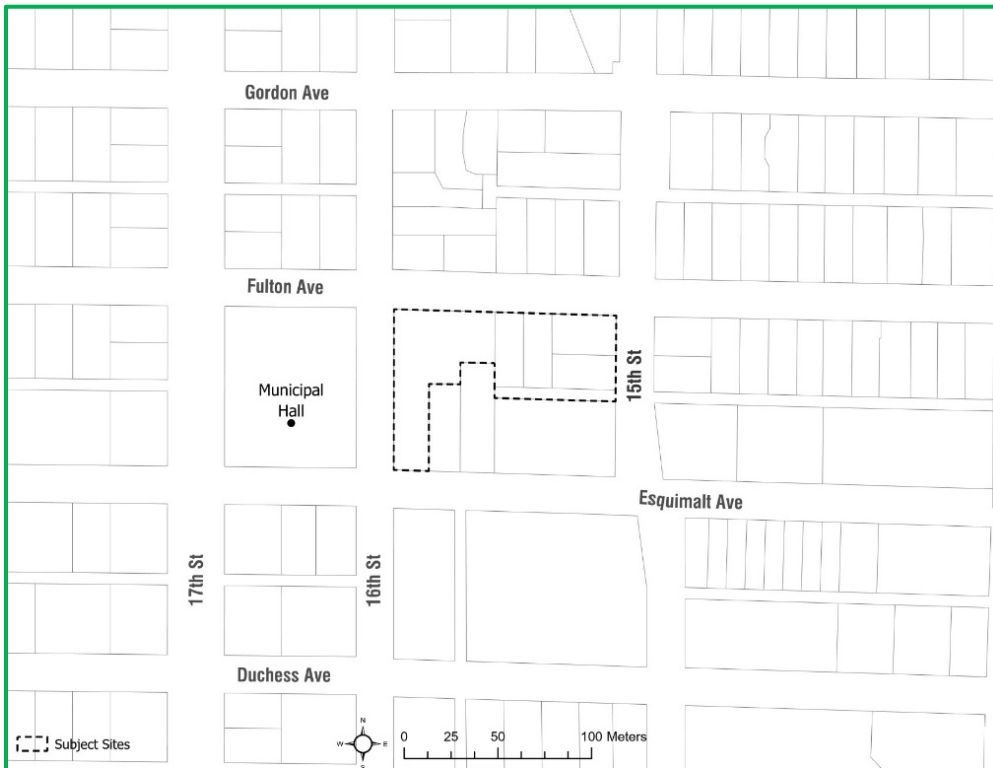 Gordon Ave
Fulton Ave
Municipal
Hall
15th St
Esquimalt Ave
17th St
16th St
Duchess Ave
Subject Sites
N
W E
S
0 25 50 100 Meters